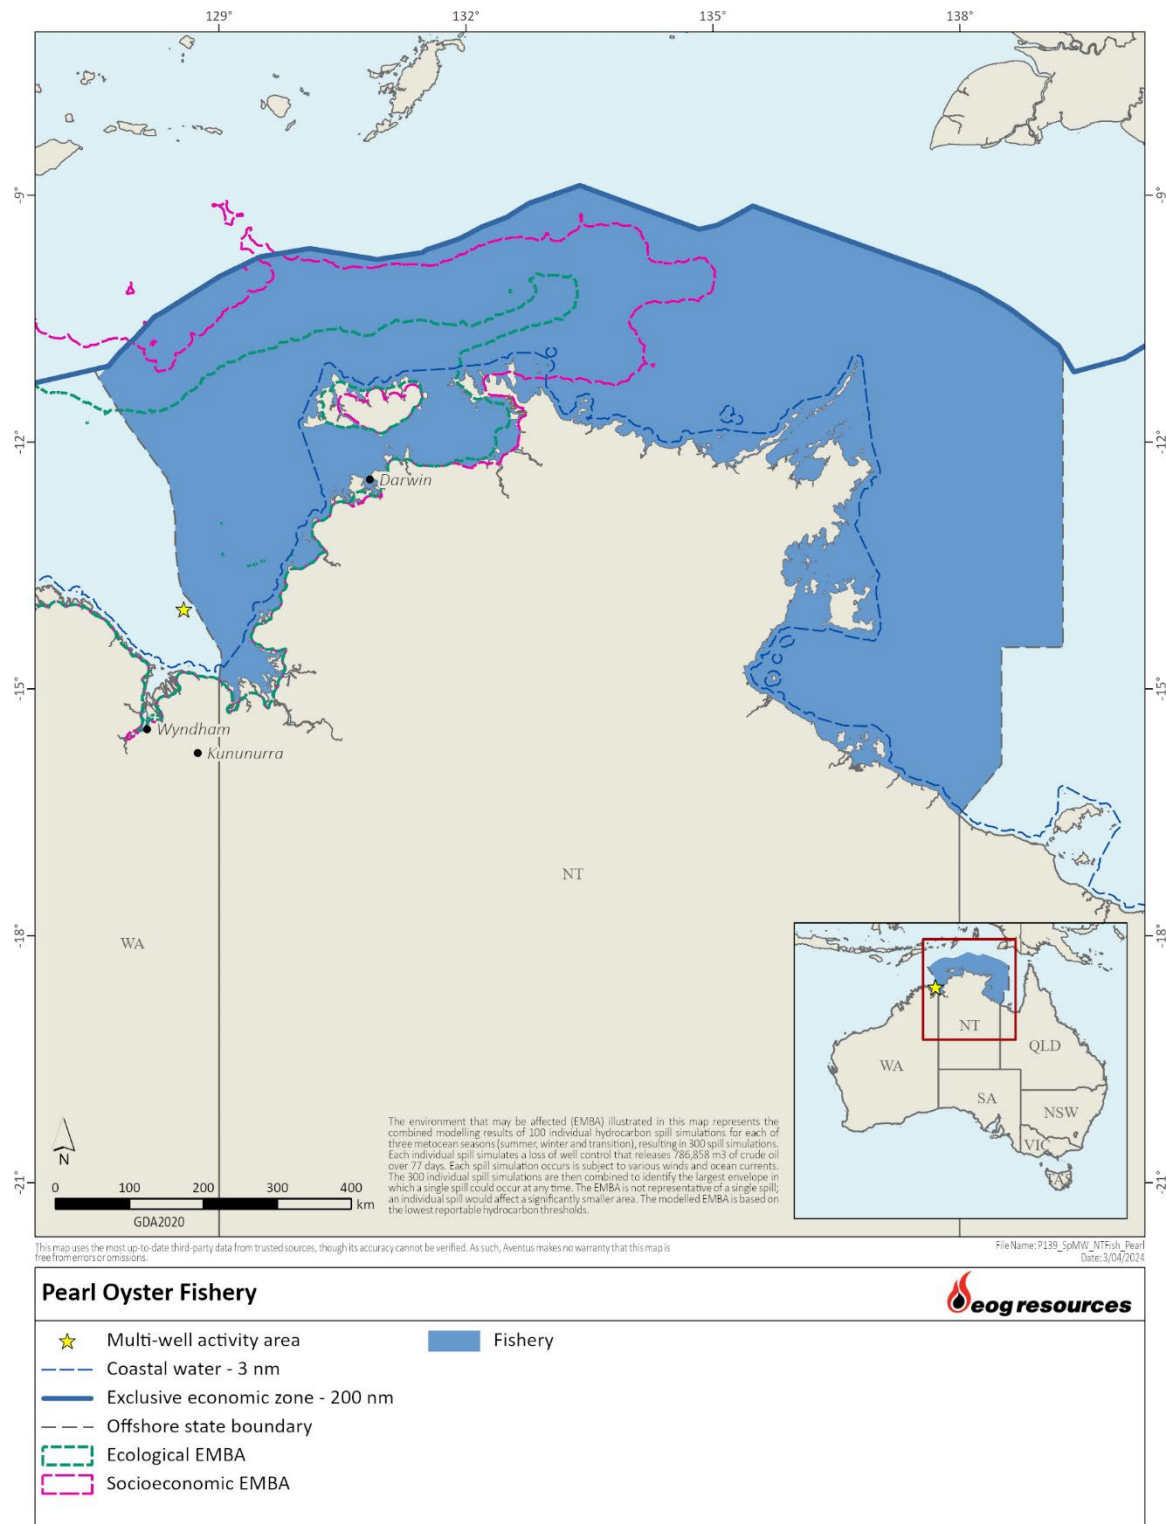 129°
132°
135°
138°
-9°
-9°
-12°
-12°
Darwin
-15°
-15°
Wyndham
Kununurra
NT
WA
-18°
-18°
NT
WA
QLD
SA
NSW
VIC
TAS
-21°
-21°
The environment that may be affected (EMBA) illustrated in this map represents the
combined modelling results of 100 individual hydrocarbon spill simulations for each of
three metocean seasons (summer, winter and transition), resulting in 300 spill simulations.
Each individual spill simulates a loss of well control that releases 786,858 m3 of crude oil
over 77 days. Each spill simulation occurs is subject to various winds and ocean currents.
The 300 individual spill simulations are then combined to identify the largest envelope in
which a single spill could occur at any time. The EMBA is not representative of a single spill;
an individual spill would affect a significantly smaller area. The modelled EMBA is based on
the lowest reportable hydrocarbon thresholds.
N
0 100 200 300 400
km
GDA2020
This map uses the most up-to-date third-party data from trusted sources, though its accuracy cannot be verified. As such, Aventus makes no warranty that this map is
free from errors or omissions.
File Name: P139_SpMW_NTFish_Pearl
Date: 3/04/2024
Pearl Oyster Fishery
eog resources
Multi-well activity area
Fishery
Coastal water - 3 nm
Exclusive economic zone - 200 nm
Offshore state boundary
Ecological EMBA
Socioeconomic EMBA